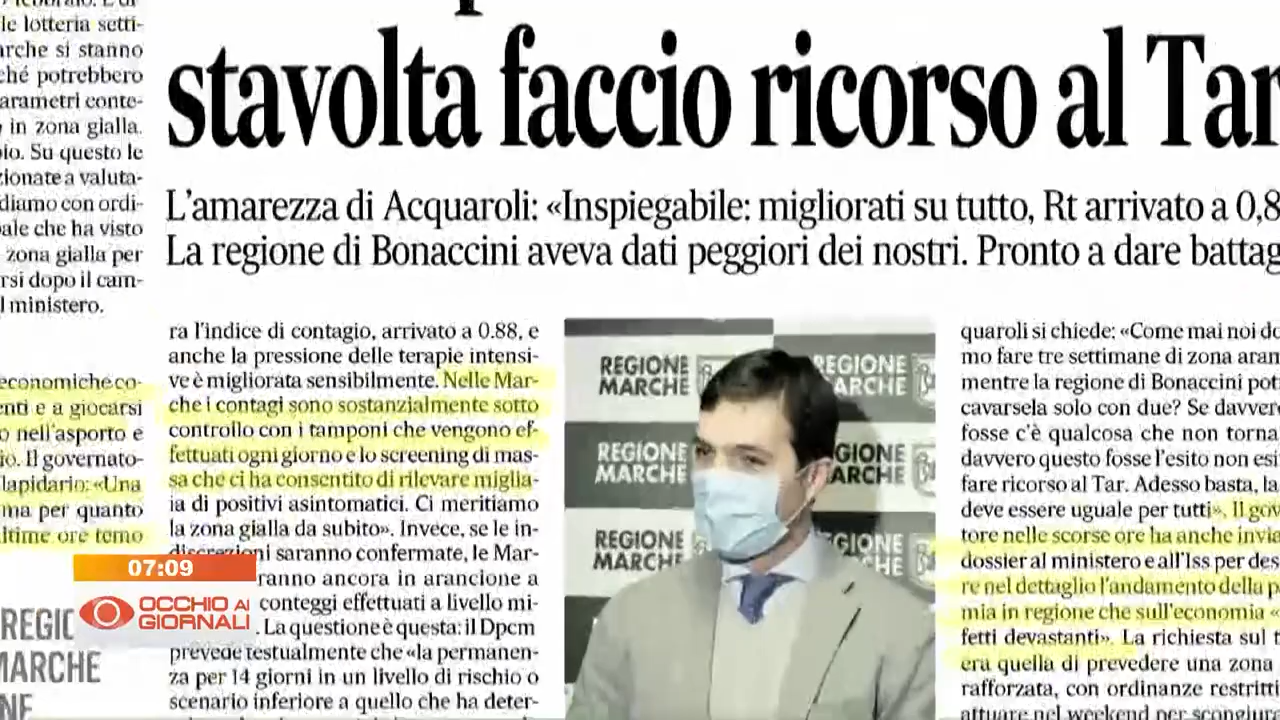 stavolta faccio ricorso al Tar
L'amarezza di Acquaroli: «Inspiegabile: migliorati su tutto, Rt arrivato a 0,8
La regione di Bonaccini aveva dati peggiori dei nostri. Pronto a dare battag
le lotteria setti-
arche si stanno
ché potrebbero
arametri conte-
in zona gialla.
io. Su questo le
zionate a valuta-
diamo con ordi-
ale che ha visto
zona gialla per
rsi dopo il cam-
l ministero.
economiche co-
enti e a giocarsi
o nell'asporto e
io. Il governato-
lapidario: «Una
ma per quanto
ltime ore temo
ra l'indice di contagio, arrivato a 0.88, e
anche la pressione delle terapie intensi-
ve è migliorata sensibilmente. Nelle Mar-
che i contagi sono sostanzialmente sotto
controllo con i tamponi che vengono ef-
fettuati ogni giorno e lo screening di mas-
sa che ci ha consentito di rilevare miglia-
ia di positivi asintomatici. Ci meritiamo
la zona gialla da subito». Invece, se le in-
discrezioni saranno confermate, le Mar-
ranno ancora in arancione a
conteggi effettuati a livello mi-
. La questione è questa: il Dpcm
prevede testualmente che «la permanen-
za per 14 giorni in un livello di rischio o
scenario inferiore a quello che ha deter-
REGIONE
MARCHE
REGIONE
MARCHE
REGIONE
MARCHE
REGIONE
ARCHE
GIONE
ARCHE
GIONE
quaroli si chiede: «Come mai noi do
mo fare tre settimane di zona aran
mentre la regione di Bonaccini pot
cavarsela solo con due? Se davver
fosse c'è qualcosa che non torna
davvero questo fosse l'esito non esi
fare ricorso al Tar. Adesso basta, la
deve essere uguale per tutti». Il gov
tore nelle scorse ore ha anche invia
dossier al ministero e all'Iss per des
re nel dettaglio l'andamento della p
mia in regione che sull'economia «
fetti devastanti». La richiesta sul t
era quella di prevedere una zona
rafforzata, con ordinanze restritti
attuare nel weekend per scongiura
07:09
OCCHIO AI
GIORNALI
REGIO
MARCHE
NE